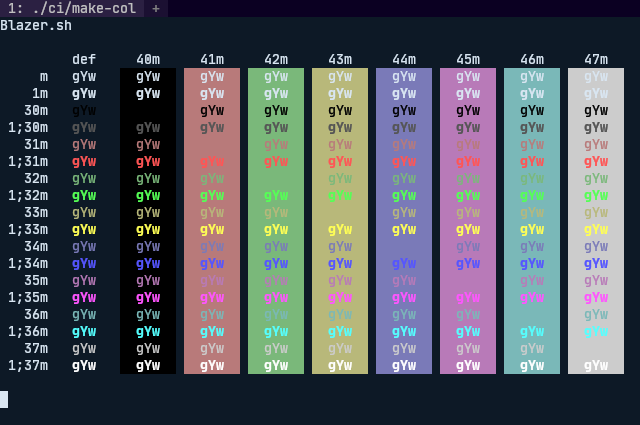 1: ./ci/make-col +
Blazer.sh
def 40m 41m 42m 43m 44m 45m 46m 47m
m gYw gYw gYw gYw gYw gYw gYw gYw gYw
1m gYw gYw gYw gYw gYw gYw gYw gYw gYw
30m gYw gYw gYw gYw gYw gYw gYw gYw
1;30m gYw gYw gYw gYw gYw gYw gYw gYw gYw
31m gYw gYw gYw gYw gYw gYw gYw gYw
1;31m gYw gYw gYw gYw gYw gYw gYw gYw gYw
32m gYw gYw gYw gYw gYw gYw gYw gYw
1;32m gYw gYw gYw gYw gYw gYw gYw gYw gYw
33m gYw gYw gYw gYw gYw gYw gYw gYw
1;33m gYw gYw gYw gYw gYw gYw gYw gYw gYw
34m gYw gYw gYw gYw gYw gYw gYw gYw
1;34m gYw gYw gYw gYw gYw gYw gYw gYw gYw
35m gYw gYw gYw gYw gYw gYw gYw gYw
1;35m gYw gYw gYw gYw gYw gYw gYw gYw gYw
36m gYw gYw gYw gYw gYw gYw gYw gYw
1;36m gYw gYw gYw gYw gYw gYw gYw gYw gYw
37m gYw gYw gYw gYw gYw gYw gYw gYw
1;37m gYw gYw gYw gYw gYw gYw gYw gYw gYw